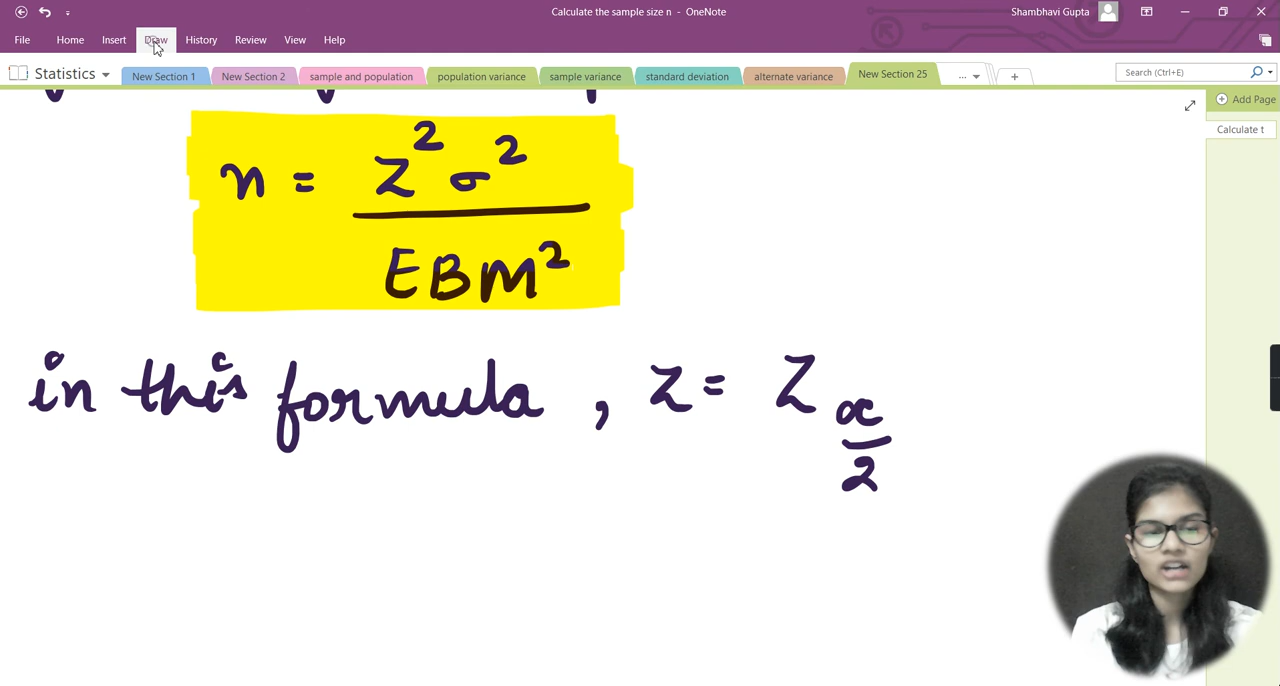 Calculate the sample size n - OneNote
Shambhavi Gupta
File Home Insert Draw History Review View Help
Statistics
New Section 1 New Section 2 sample and population population variance sample variance standard deviation alternate variance New Section 25 ... +
Search (Ctrl+E)
Add Page
Calculate t
n = Z² σ²
EBM²
in this formula , Z = Z α
2